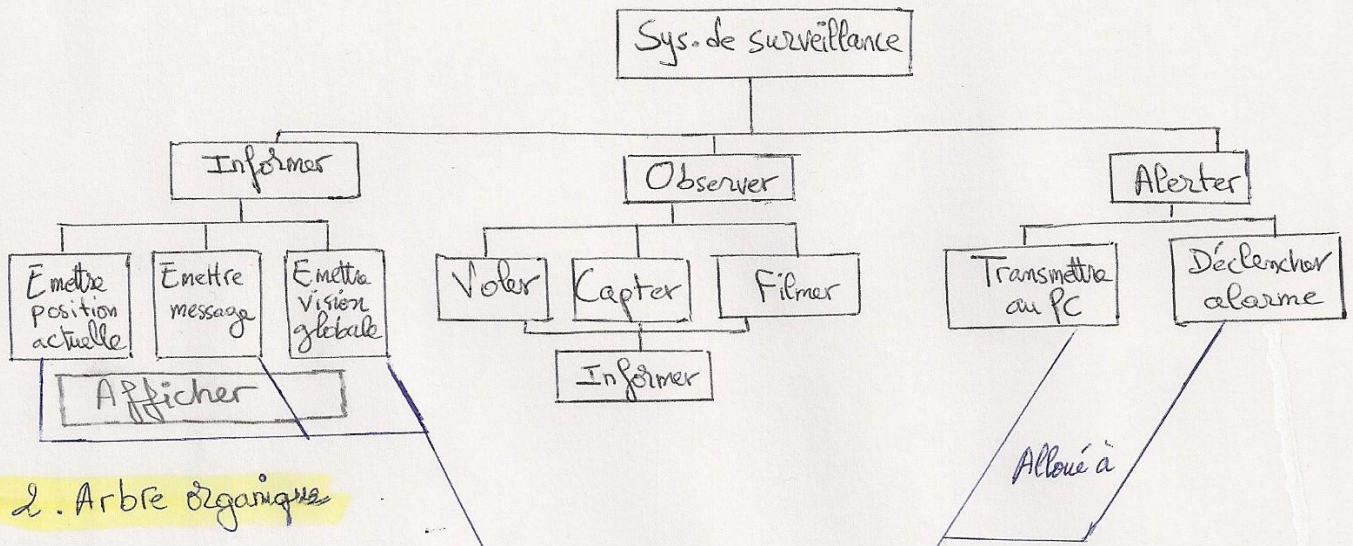 Sys. de surveillance
Informer
Observer
Alerter
Emettre
position
actuelle
Emettre
message
Emettre
vision
globale
Voler
Capter
Filmer
Transmettre
au PC
Déclencher
alarme
Informer
Afficher
Alloué à
2. Arbre organique